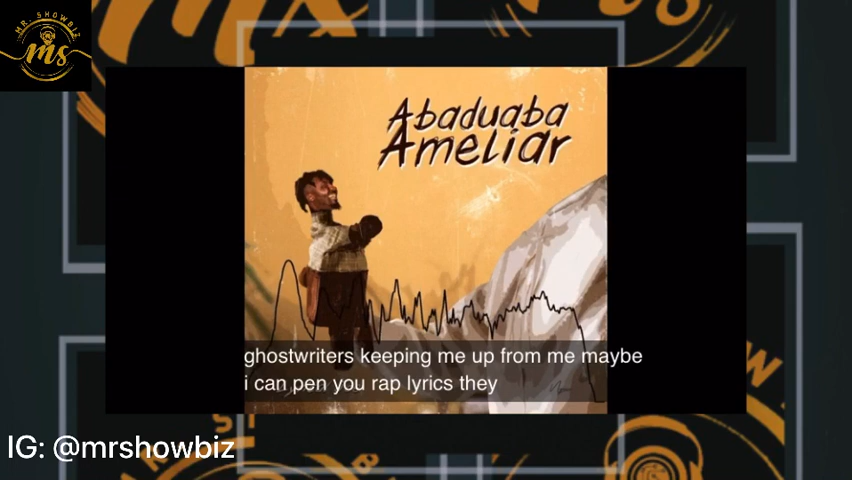 MR. SHOWBIZ
ms
Abaduaba
Ameliar
ghostwriters keeping me up from me maybe
i can pen you rap lyrics they
IG: @mrshowbiz